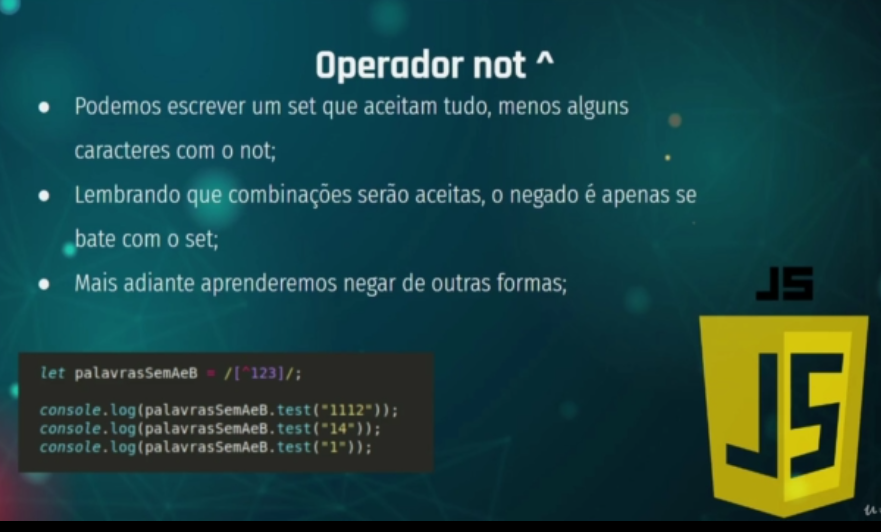 Operador not ^
● Podemos escrever um set que aceitam tudo, menos alguns
caracteres com o not;
● Lembrando que combinações serão aceitas, o negado é apenas se
bate com o set;
● Mais adiante aprenderemos negar de outras formas;
JS
let palavrasSemAeB = /[^123]/;
console.log(palavrasSemAeB.test("1112"));
console.log(palavrasSemAeB.test("14"));
console.log(palavrasSemAeB.test("1"));
JS